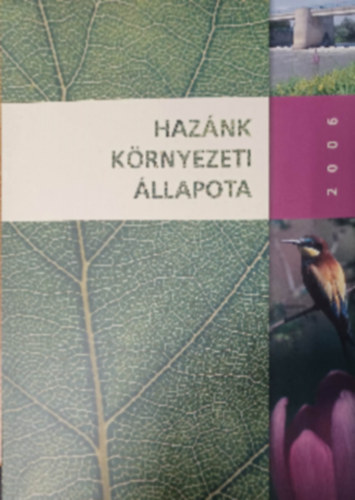 HAZÁNK
KÖRNYEZETI
ÁLLAPOTA
2006